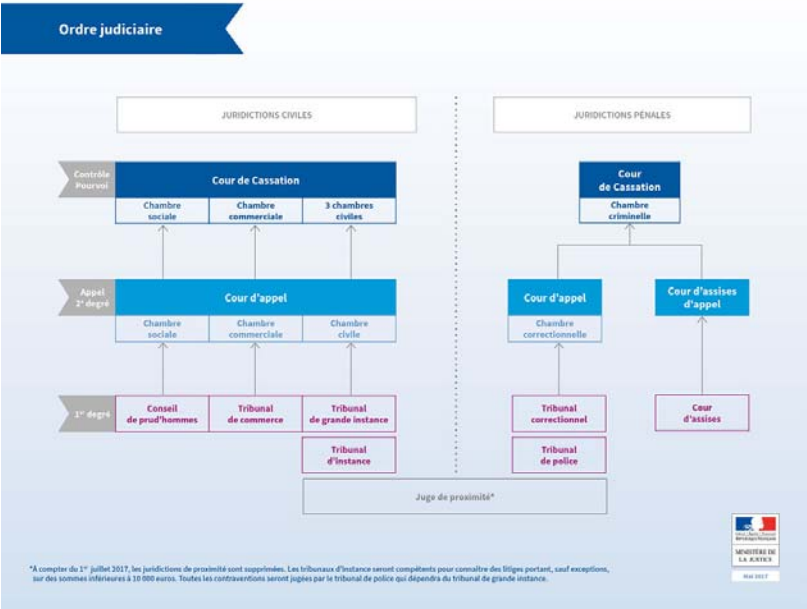 Ordre judiciaire
JURIDICTIONS CIVILES
JURIDICTIONS PÉNALES
Contrôle
Pourvoi
Cour de Cassation
Chambre
sociale
Chambre
commerciale
3 chambres
civiles
Cour
de Cassation
Chambre
criminelle
Appel
2e degré
Cour d'appel
Chambre
sociale
Chambre
commerciale
Chambre
civile
Cour d'appel
Chambre
correctionnelle
Cour d'assises
d'appel
1er degré
Conseil
de prud'hommes
Tribunal
de commerce
Tribunal
de grande instance
Tribunal
d'instance
Tribunal
correctionnel
Tribunal
de police
Cour
d'assises
Juge de proximité*
MINISTÈRE DE
LA JUSTICE
Mai 2017
*À compter du 1er juillet 2017, les juridictions de proximité sont supprimées. Les tribunaux d'instance seront compétents pour connaître des litiges portant, sauf exceptions,
sur des sommes inférieures à 10 000 euros. Toutes les contraventions seront jugées par le tribunal de police qui dépendra du tribunal de grande instance.